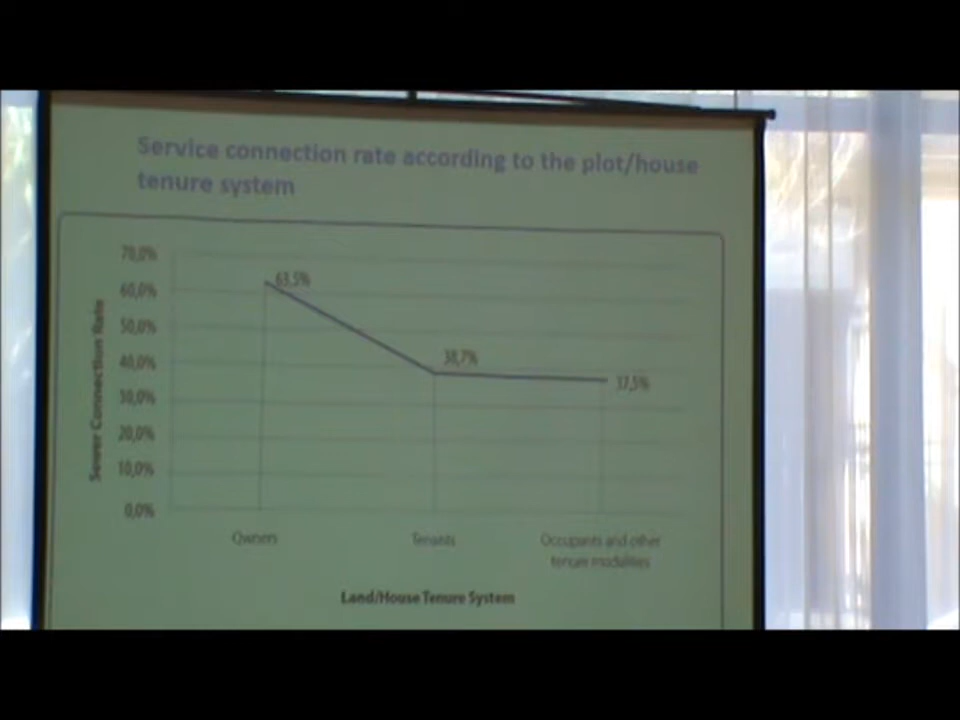 Service connection rate according to the plot/house
tenure system
70,0%
60,0%
50,0%
40,0%
30,0%
20,0%
10,0%
0,0%
Sewer Connection Rate
63.5%
38,7%
37,5%
Owners
Tenants
Occupants and other
tenure modalities
Land/House Tenure System